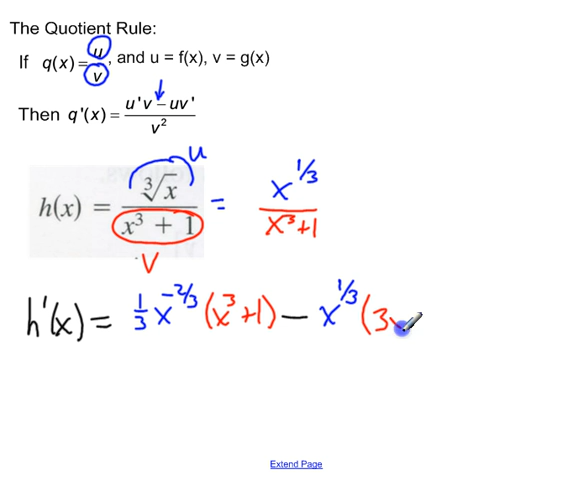 The Quotient Rule:
If q(x) = u/v, and u = f(x), v = g(x)
Then q'(x) = (u'v − uv')/v²
u
h(x) = ∛x/(x³ + 1) = x^(1/3)/(x³+1)
v
h'(x) = 1/3 x^(-2/3) (x³+1) − x^(1/3) (3x
Extend Page